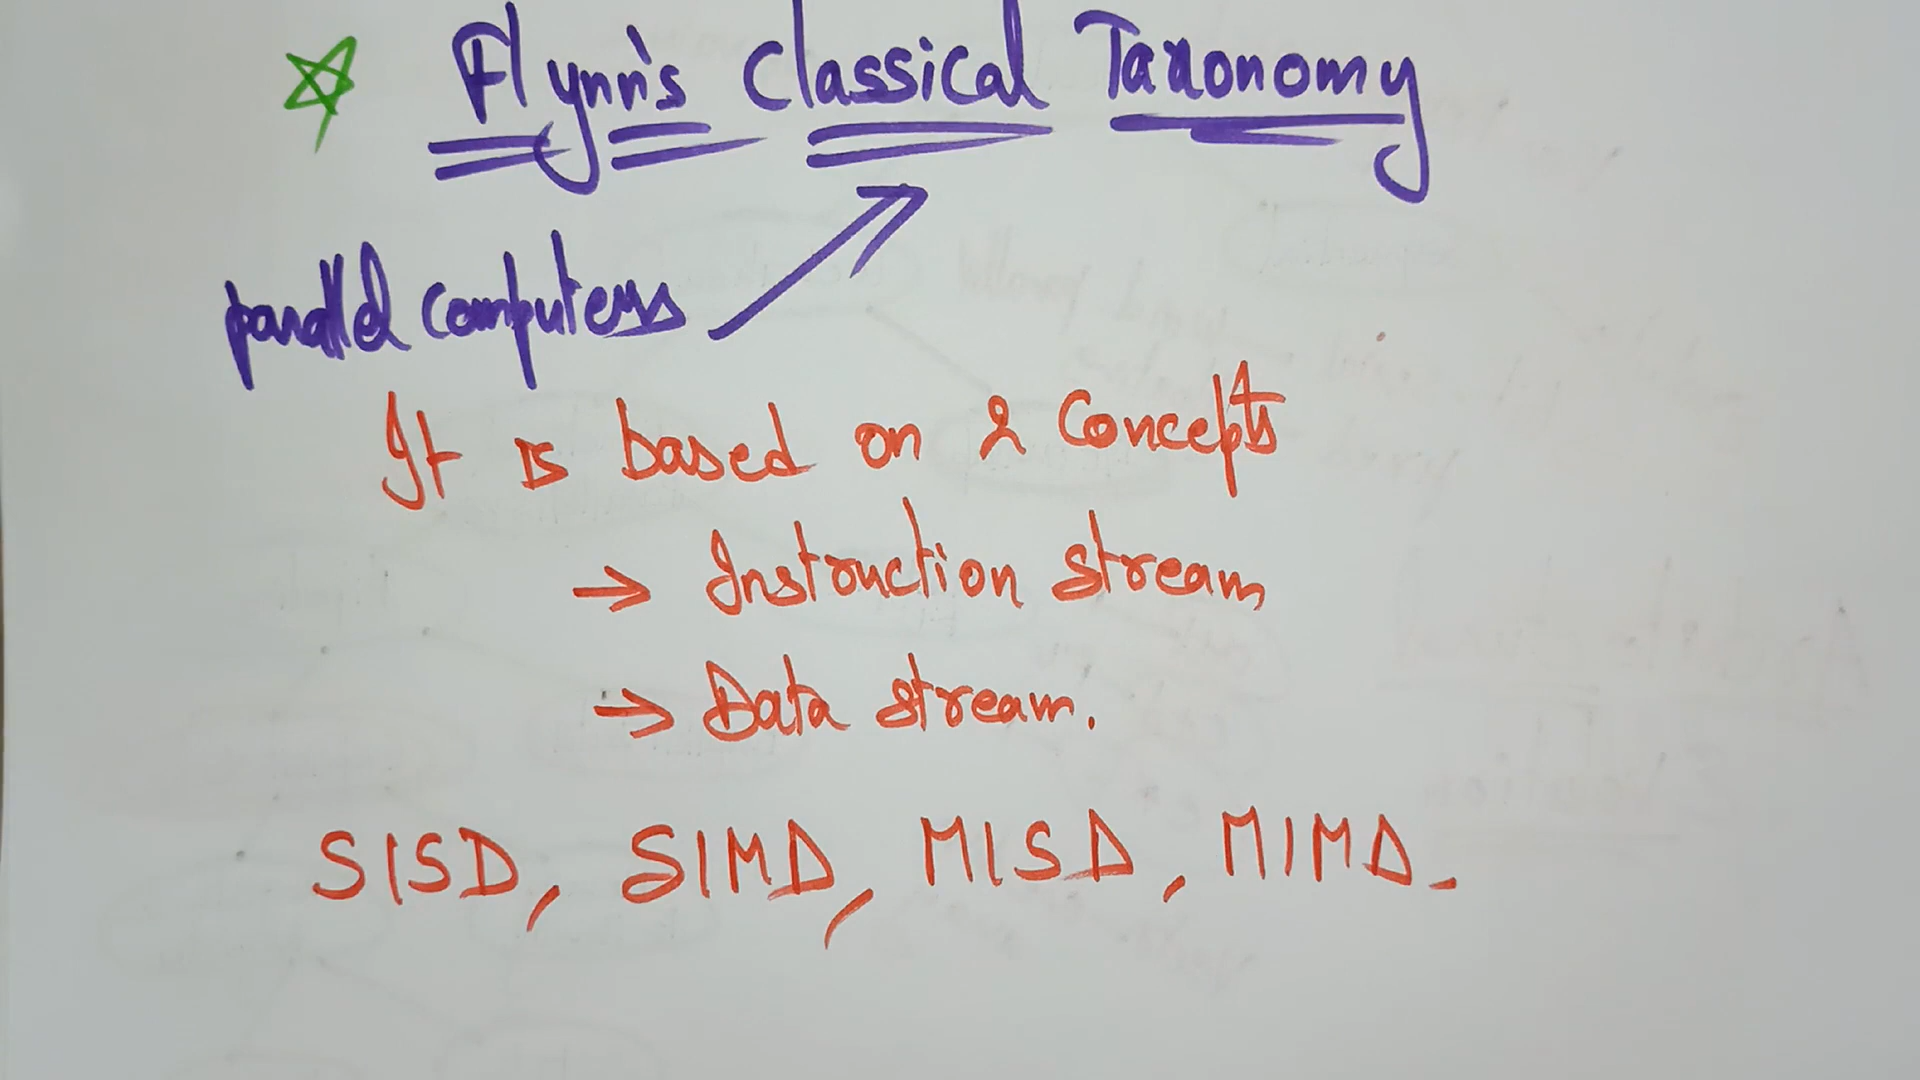 Flynn's Classical Taxonomy
parallel computers
It is based on 2 Concepts
→ Instruction stream
→ Data stream.
SISD, SIMD, MISD, MIMD.